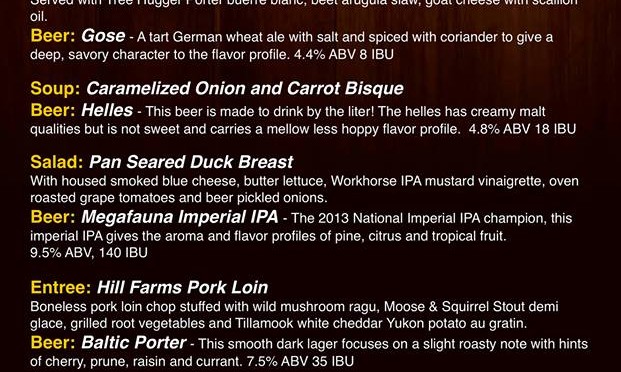 Served with Tree Hugger Porter buerre blanc, beet arugula slaw, goat cheese with scallion
oil.
Beer: Gose - A tart German wheat ale with salt and spiced with coriander to give a
deep, savory character to the flavor profile. 4.4% ABV 8 IBU
Soup: Caramelized Onion and Carrot Bisque
Beer: Helles - This beer is made to drink by the liter! The helles has creamy malt
qualities but is not sweet and carries a mellow less hoppy flavor profile. 4.8% ABV 18 IBU
Salad: Pan Seared Duck Breast
With housed smoked blue cheese, butter lettuce, Workhorse IPA mustard vinaigrette, oven
roasted grape tomatoes and beer pickled onions.
Beer: Megafauna Imperial IPA - The 2013 National Imperial IPA champion, this
imperial IPA gives the aroma and flavor profiles of pine, citrus and tropical fruit.
9.5% ABV, 140 IBU
Entree: Hill Farms Pork Loin
Boneless pork loin chop stuffed with wild mushroom ragu, Moose & Squirrel Stout demi
glace, grilled root vegetables and Tillamook white cheddar Yukon potato au gratin.
Beer: Baltic Porter - This smooth dark lager focuses on a slight roasty note with hints
of cherry, prune, raisin and currant. 7.5% ABV 35 IBU